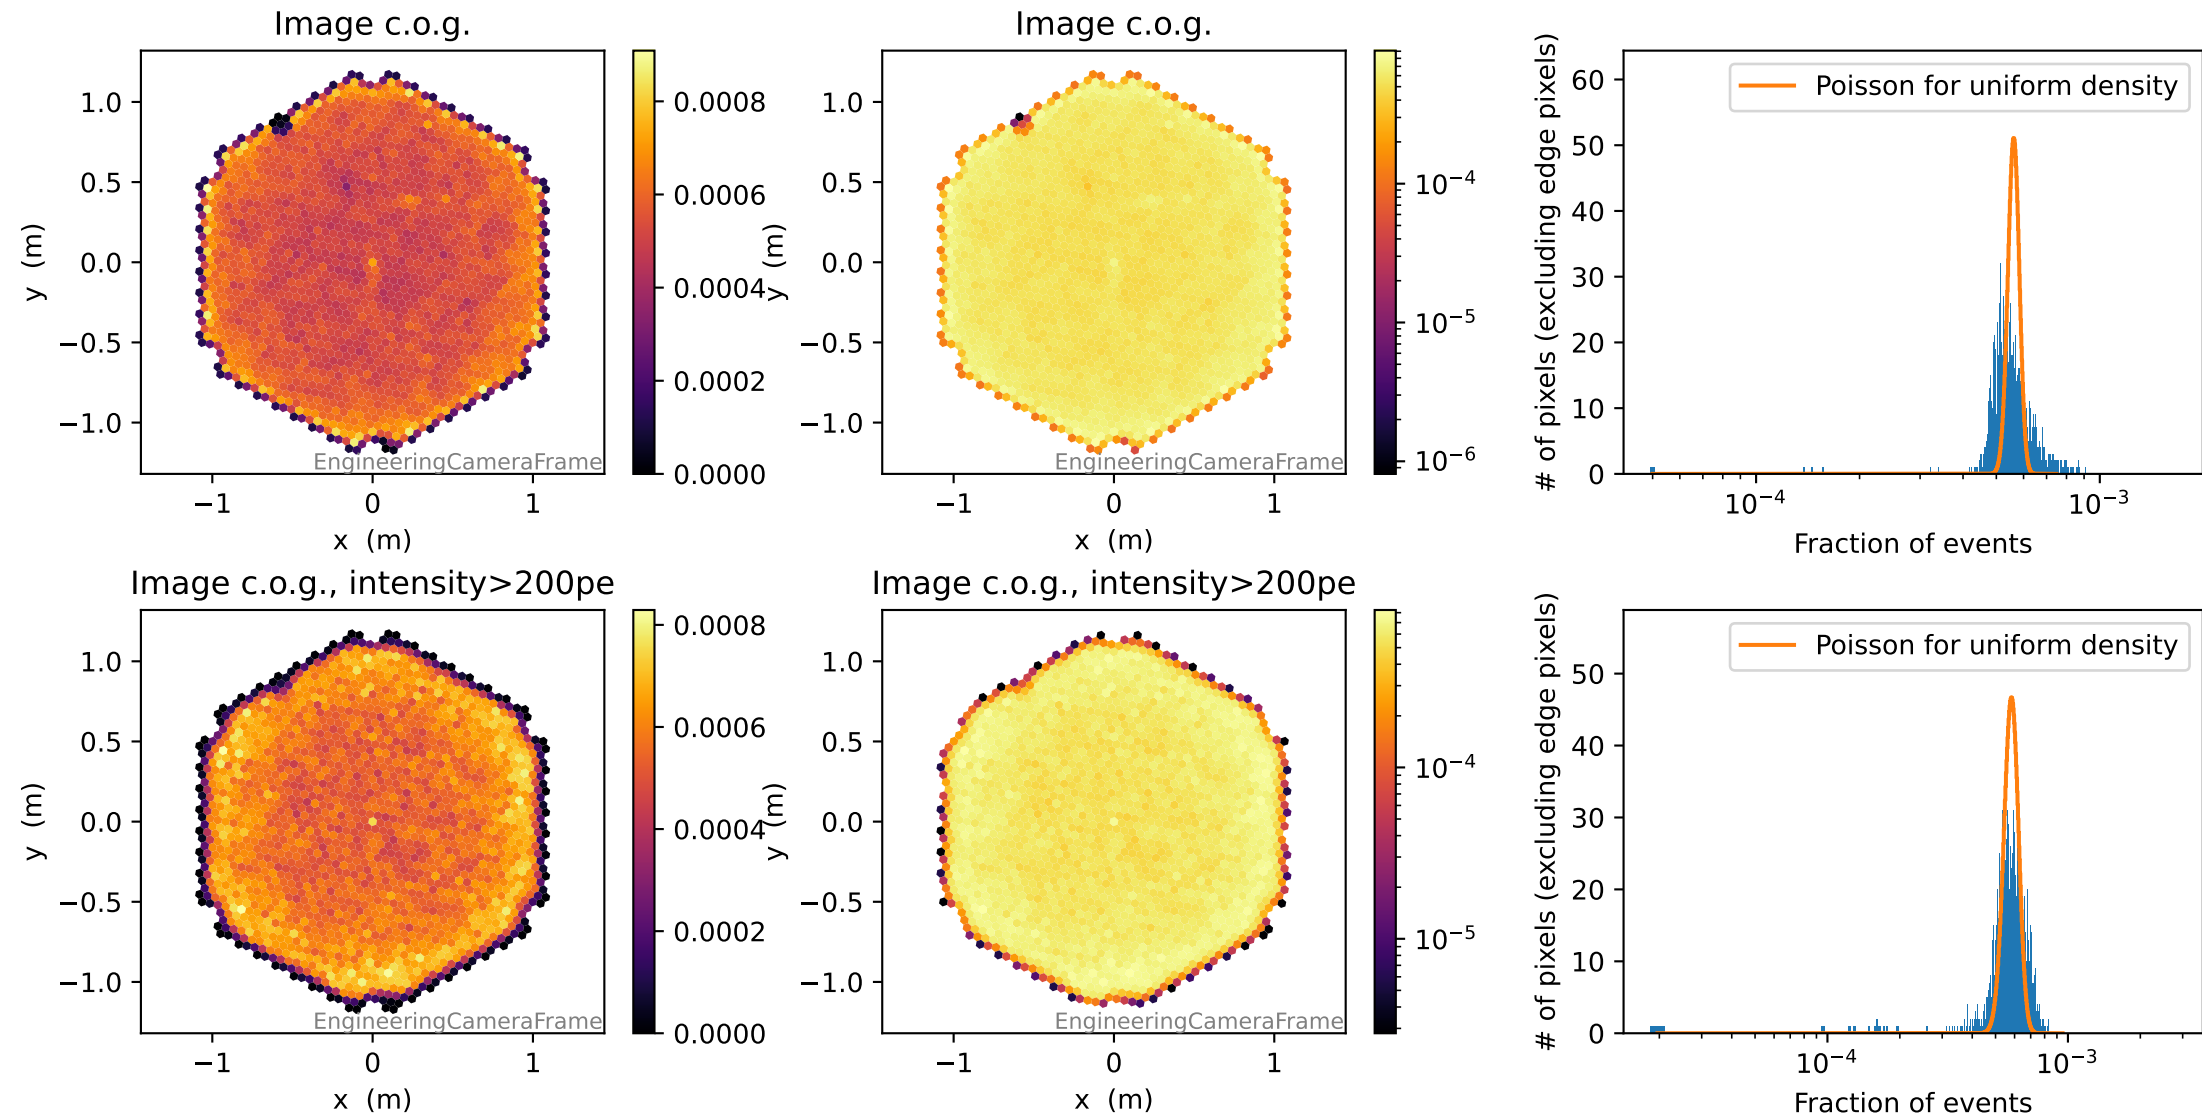 Image c.o.g.
1.0
0.5
0.0
−0.5
−1.0
y (m)
−1
0
1
x (m)
EngineeringCameraFrame
0.0008
0.0006
0.0004
0.0002
0.0000
Image c.o.g.
1.0
0.5
0.0
−0.5
−1.0
y (m)
−1
0
1
x (m)
EngineeringCameraFrame
10⁻⁴
10⁻⁵
10⁻⁶
Poisson for uniform density
60
50
40
30
20
10
0
# of pixels (excluding edge pixels)
10⁻⁴
10⁻³
Fraction of events
Image c.o.g., intensity>200pe
1.0
0.5
0.0
−0.5
−1.0
y (m)
−1
0
1
x (m)
EngineeringCameraFrame
0.0008
0.0006
0.0004
0.0002
0.0000
Image c.o.g., intensity>200pe
1.0
0.5
0.0
−0.5
−1.0
y (m)
−1
0
1
x (m)
EngineeringCameraFrame
10⁻⁴
10⁻⁵
Poisson for uniform density
50
40
30
20
10
0
# of pixels (excluding edge pixels)
10⁻⁴
10⁻³
Fraction of events